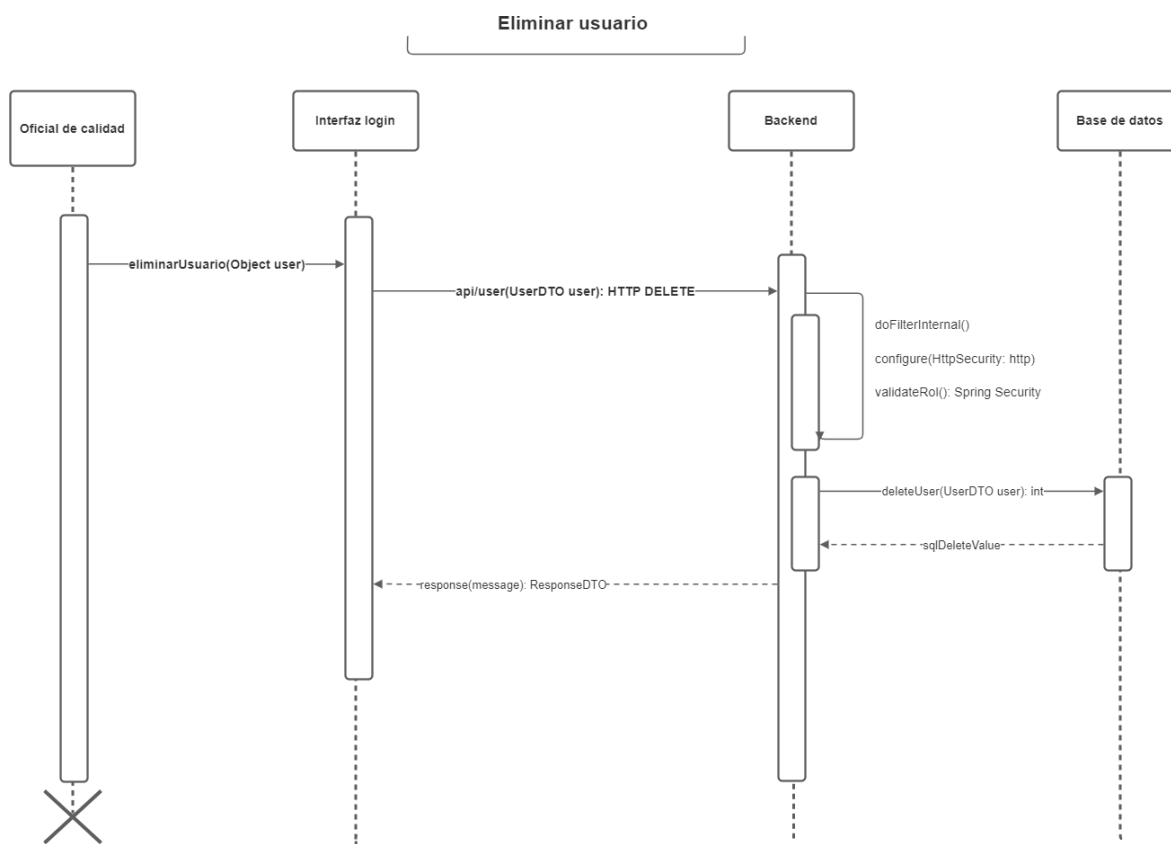 Eliminar usuario
Oficial de calidad
Interfaz login
Backend
Base de datos
eliminarUsuario(Object user)
api/user(UserDTO user): HTTP DELETE
doFilterInternal()
configure(HttpSecurity: http)
validateRol(): Spring Security
deleteUser(UserDTO user): int
sqlDeleteValue
response(message): ResponseDTO